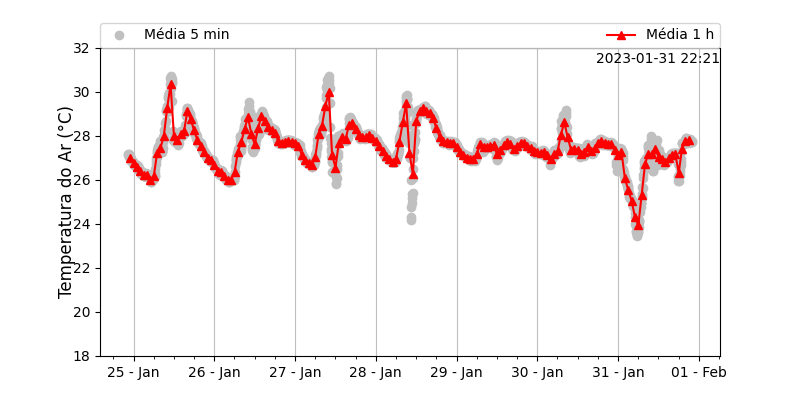 Média 5 min
Média 1 h
2023-01-31 22:21
Temperatura do Ar (°C)
32
30
28
26
24
22
20
18
25 - Jan
26 - Jan
27 - Jan
28 - Jan
29 - Jan
30 - Jan
31 - Jan
01 - Feb